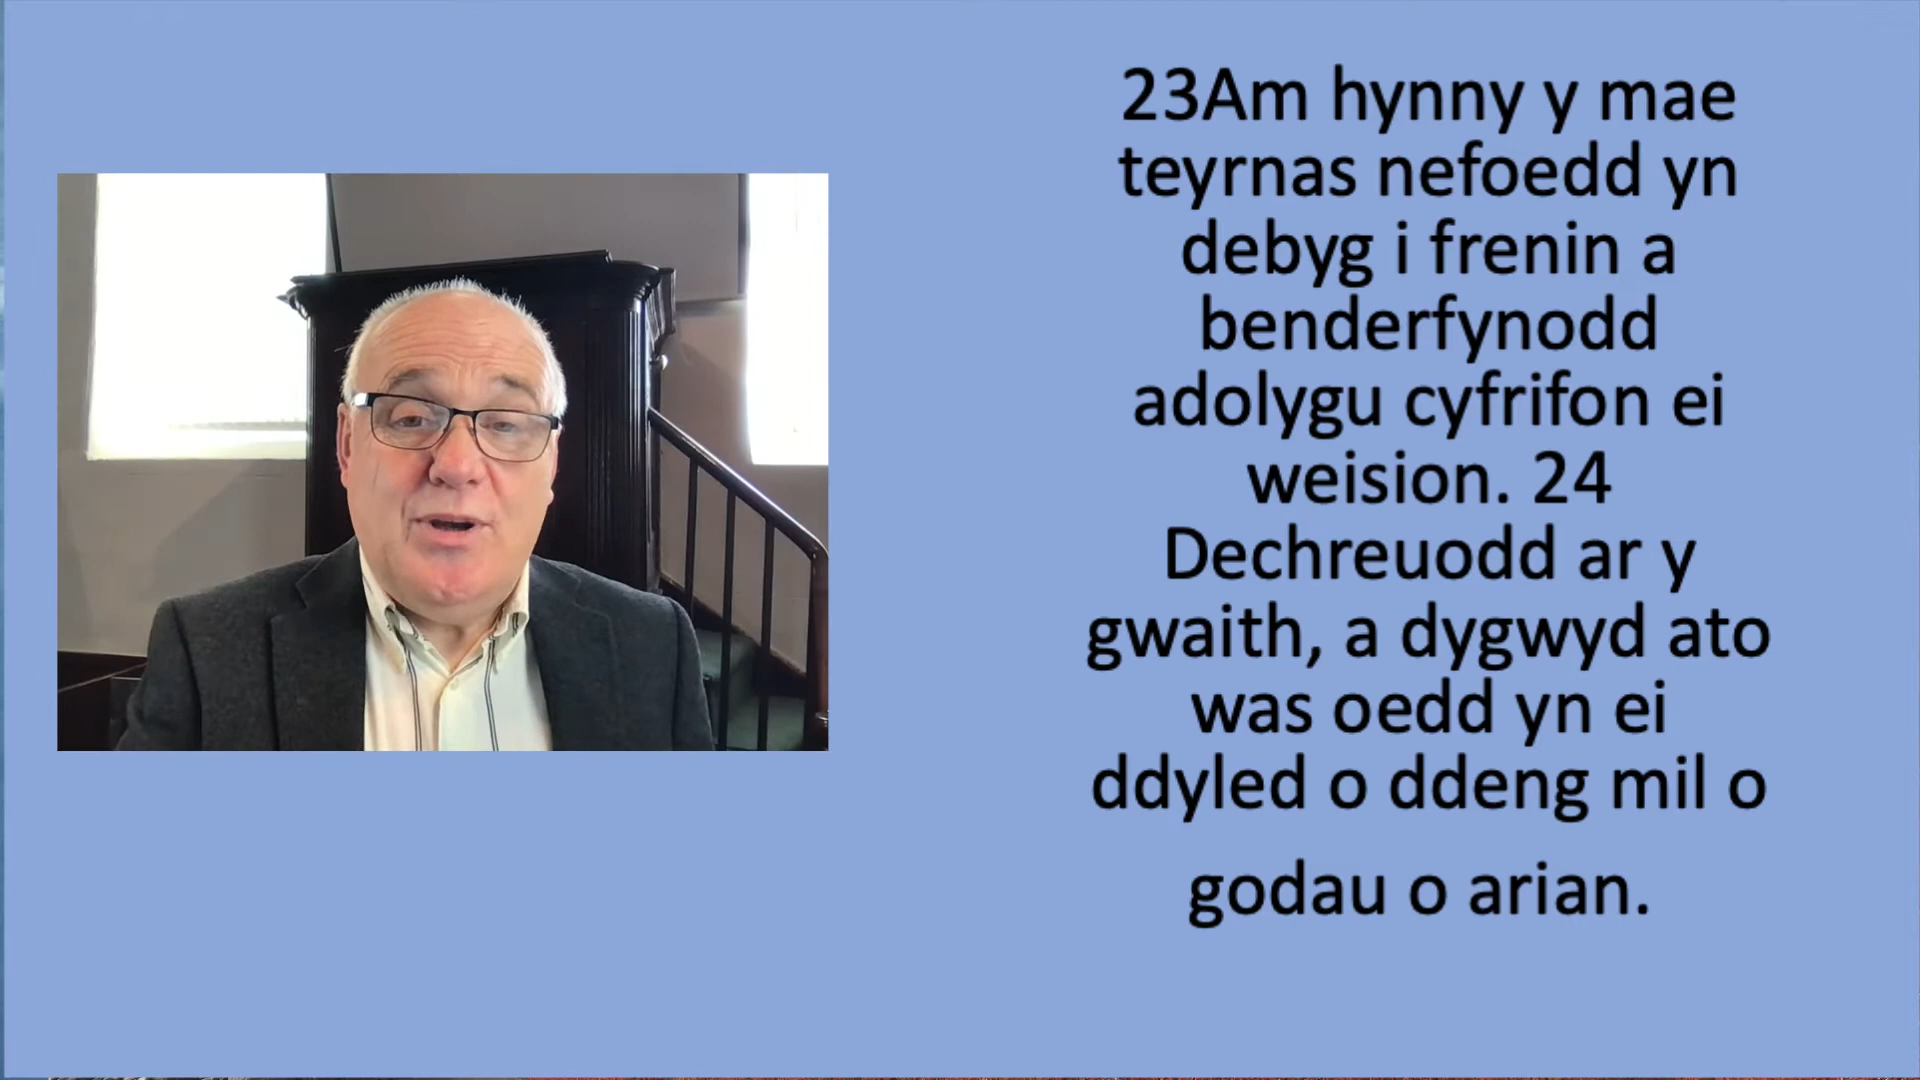 23Am hynny y mae
teyrnas nefoedd yn
debyg i frenin a
benderfynodd
adolygu cyfrifon ei
weision. 24
Dechreuodd ar y
gwaith, a dygwyd ato
was oedd yn ei
ddyled o ddeng mil o
godau o arian.